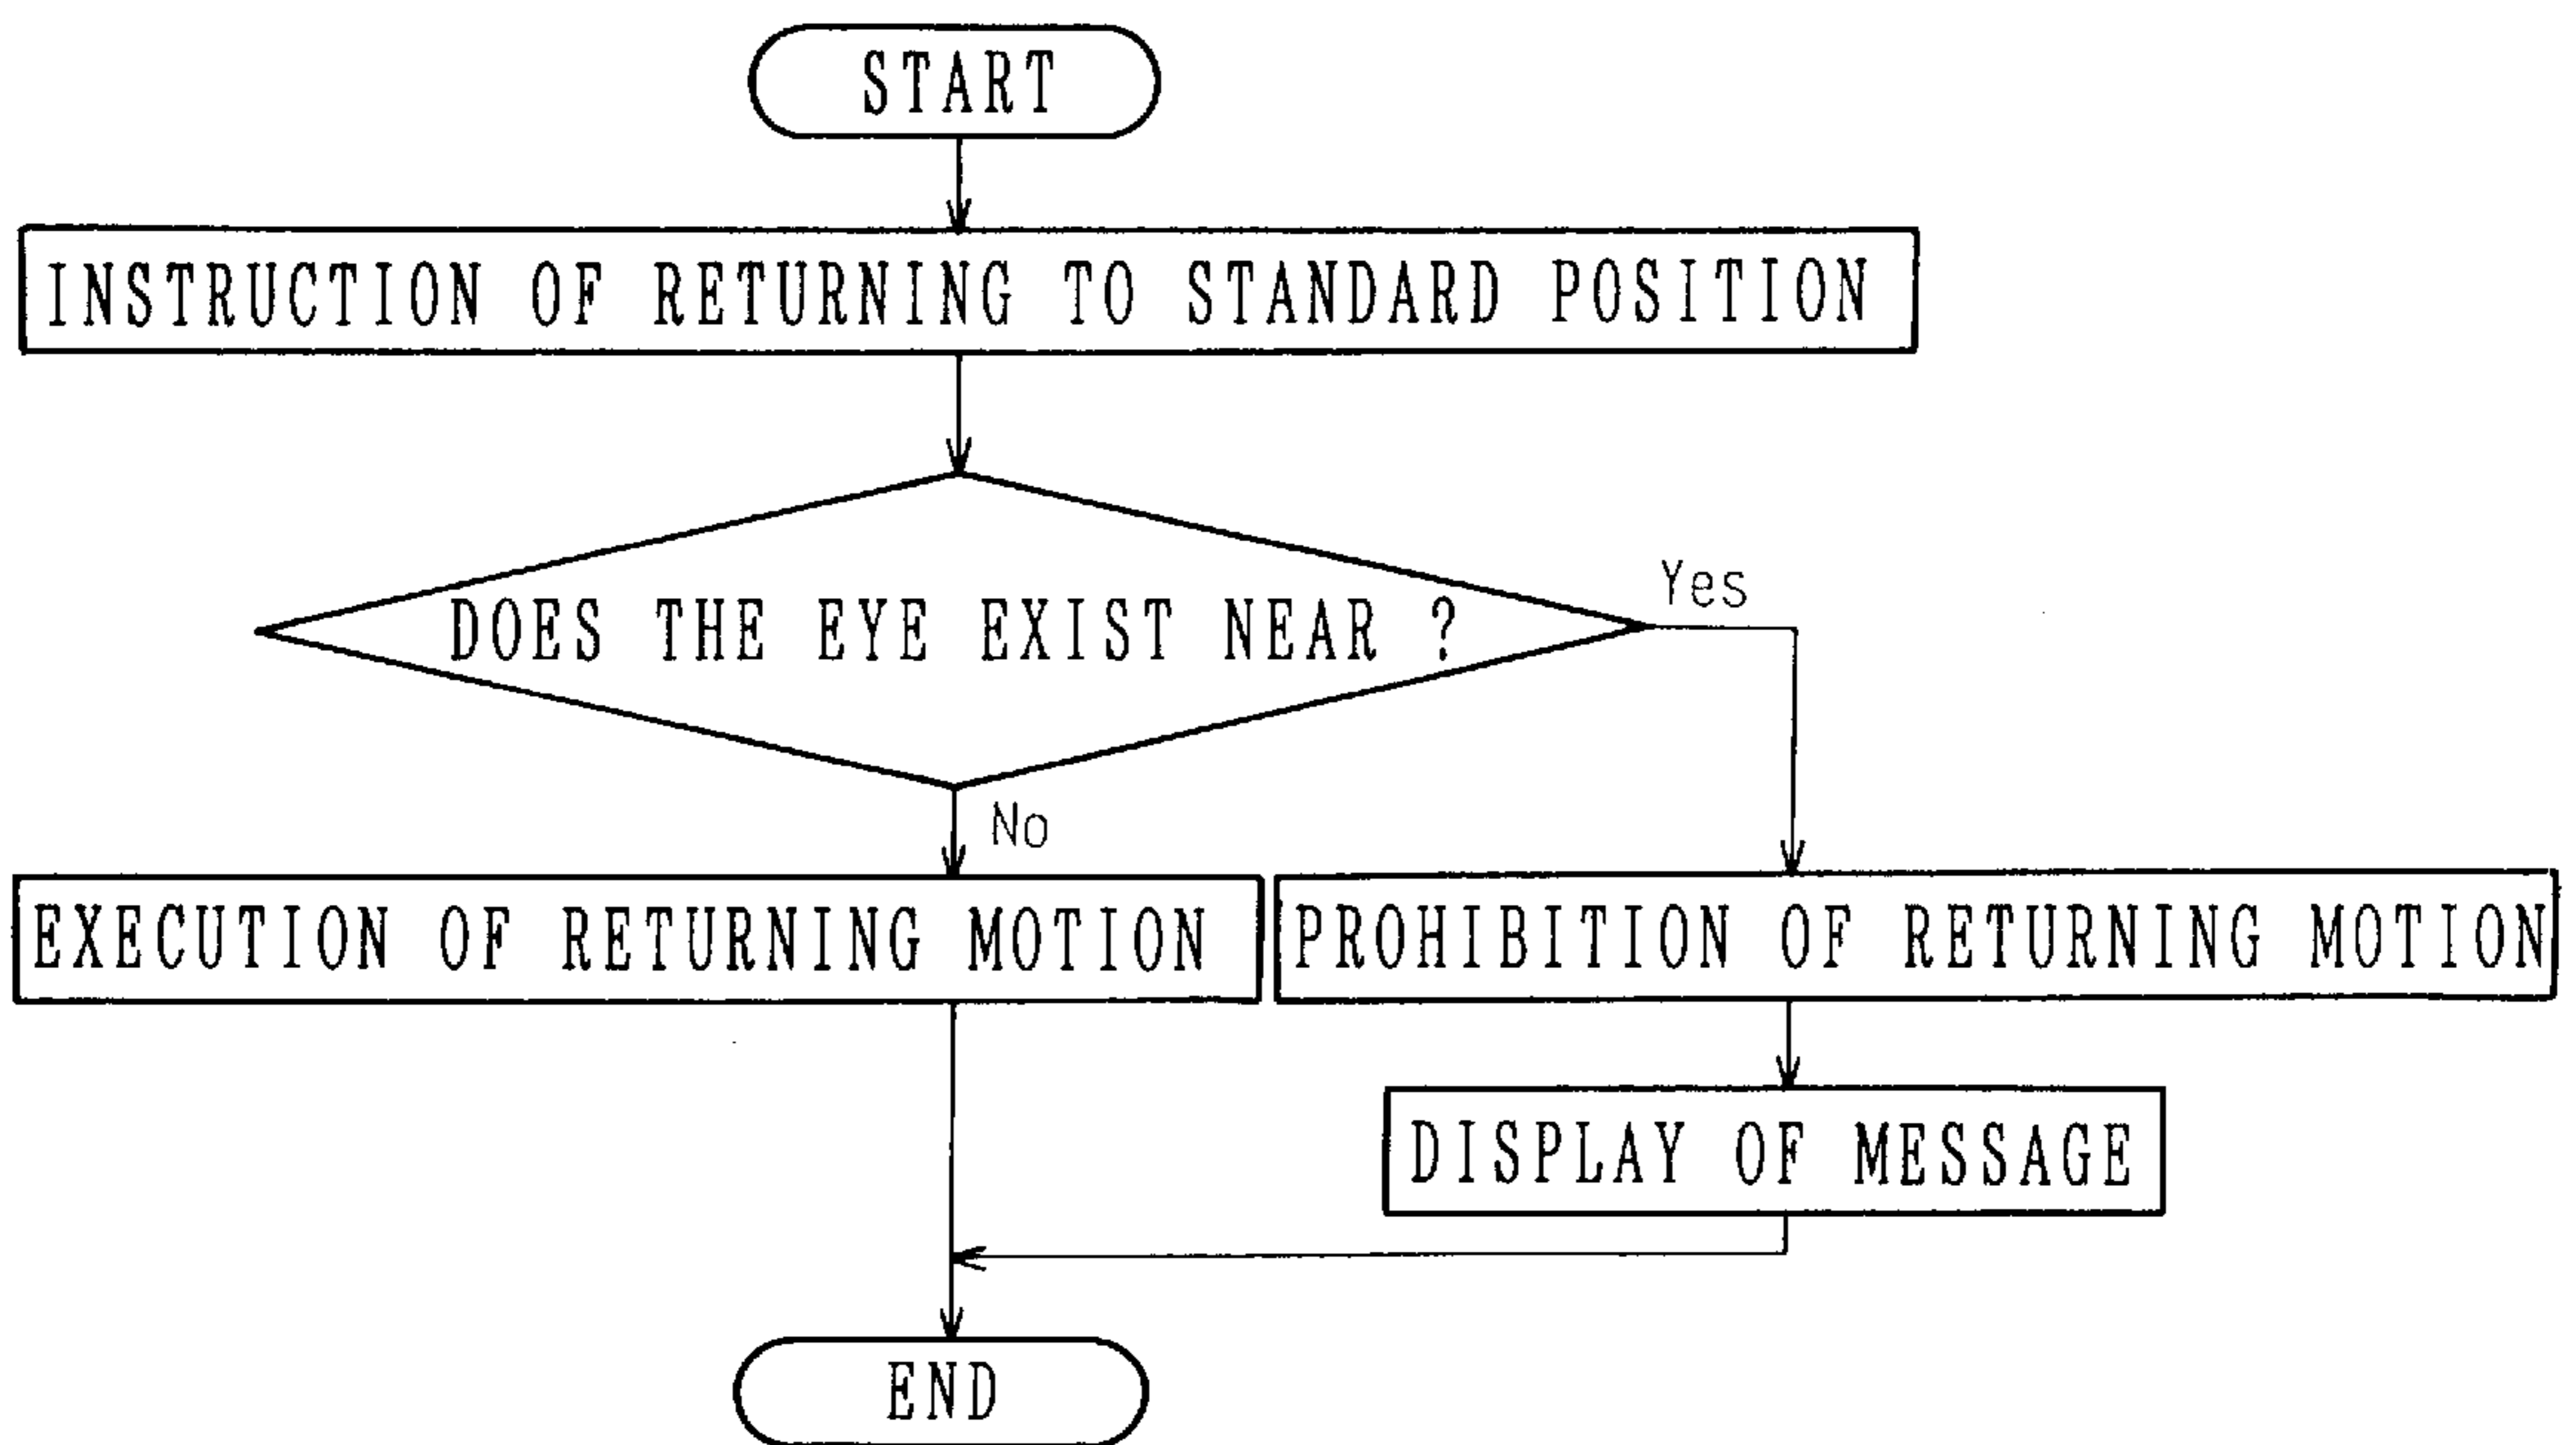 START
INSTRUCTION OF RETURNING TO STANDARD POSITION
DOES THE EYE EXIST NEAR ?
Yes
No
EXECUTION OF RETURNING MOTION
PROHIBITION OF RETURNING MOTION
DISPLAY OF MESSAGE
END